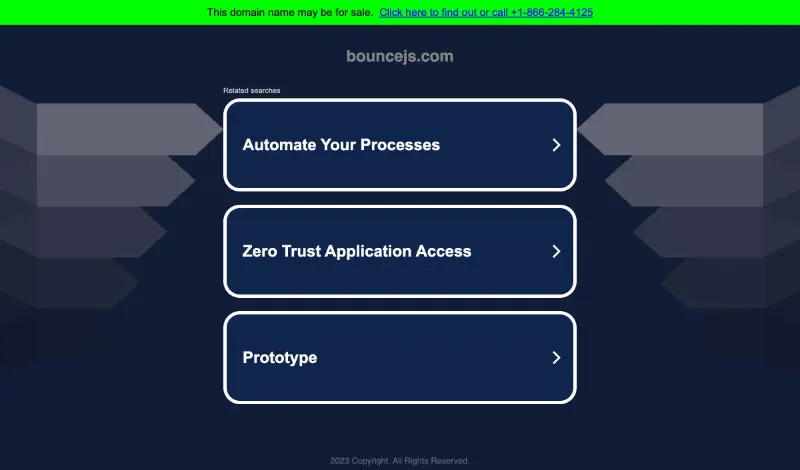 This domain name may be for sale. Click here to find out or call +1-866-284-4125
bouncejs.com
Related searches
Automate Your Processes
Zero Trust Application Access
Prototype
2023 Copyright. All Rights Reserved.